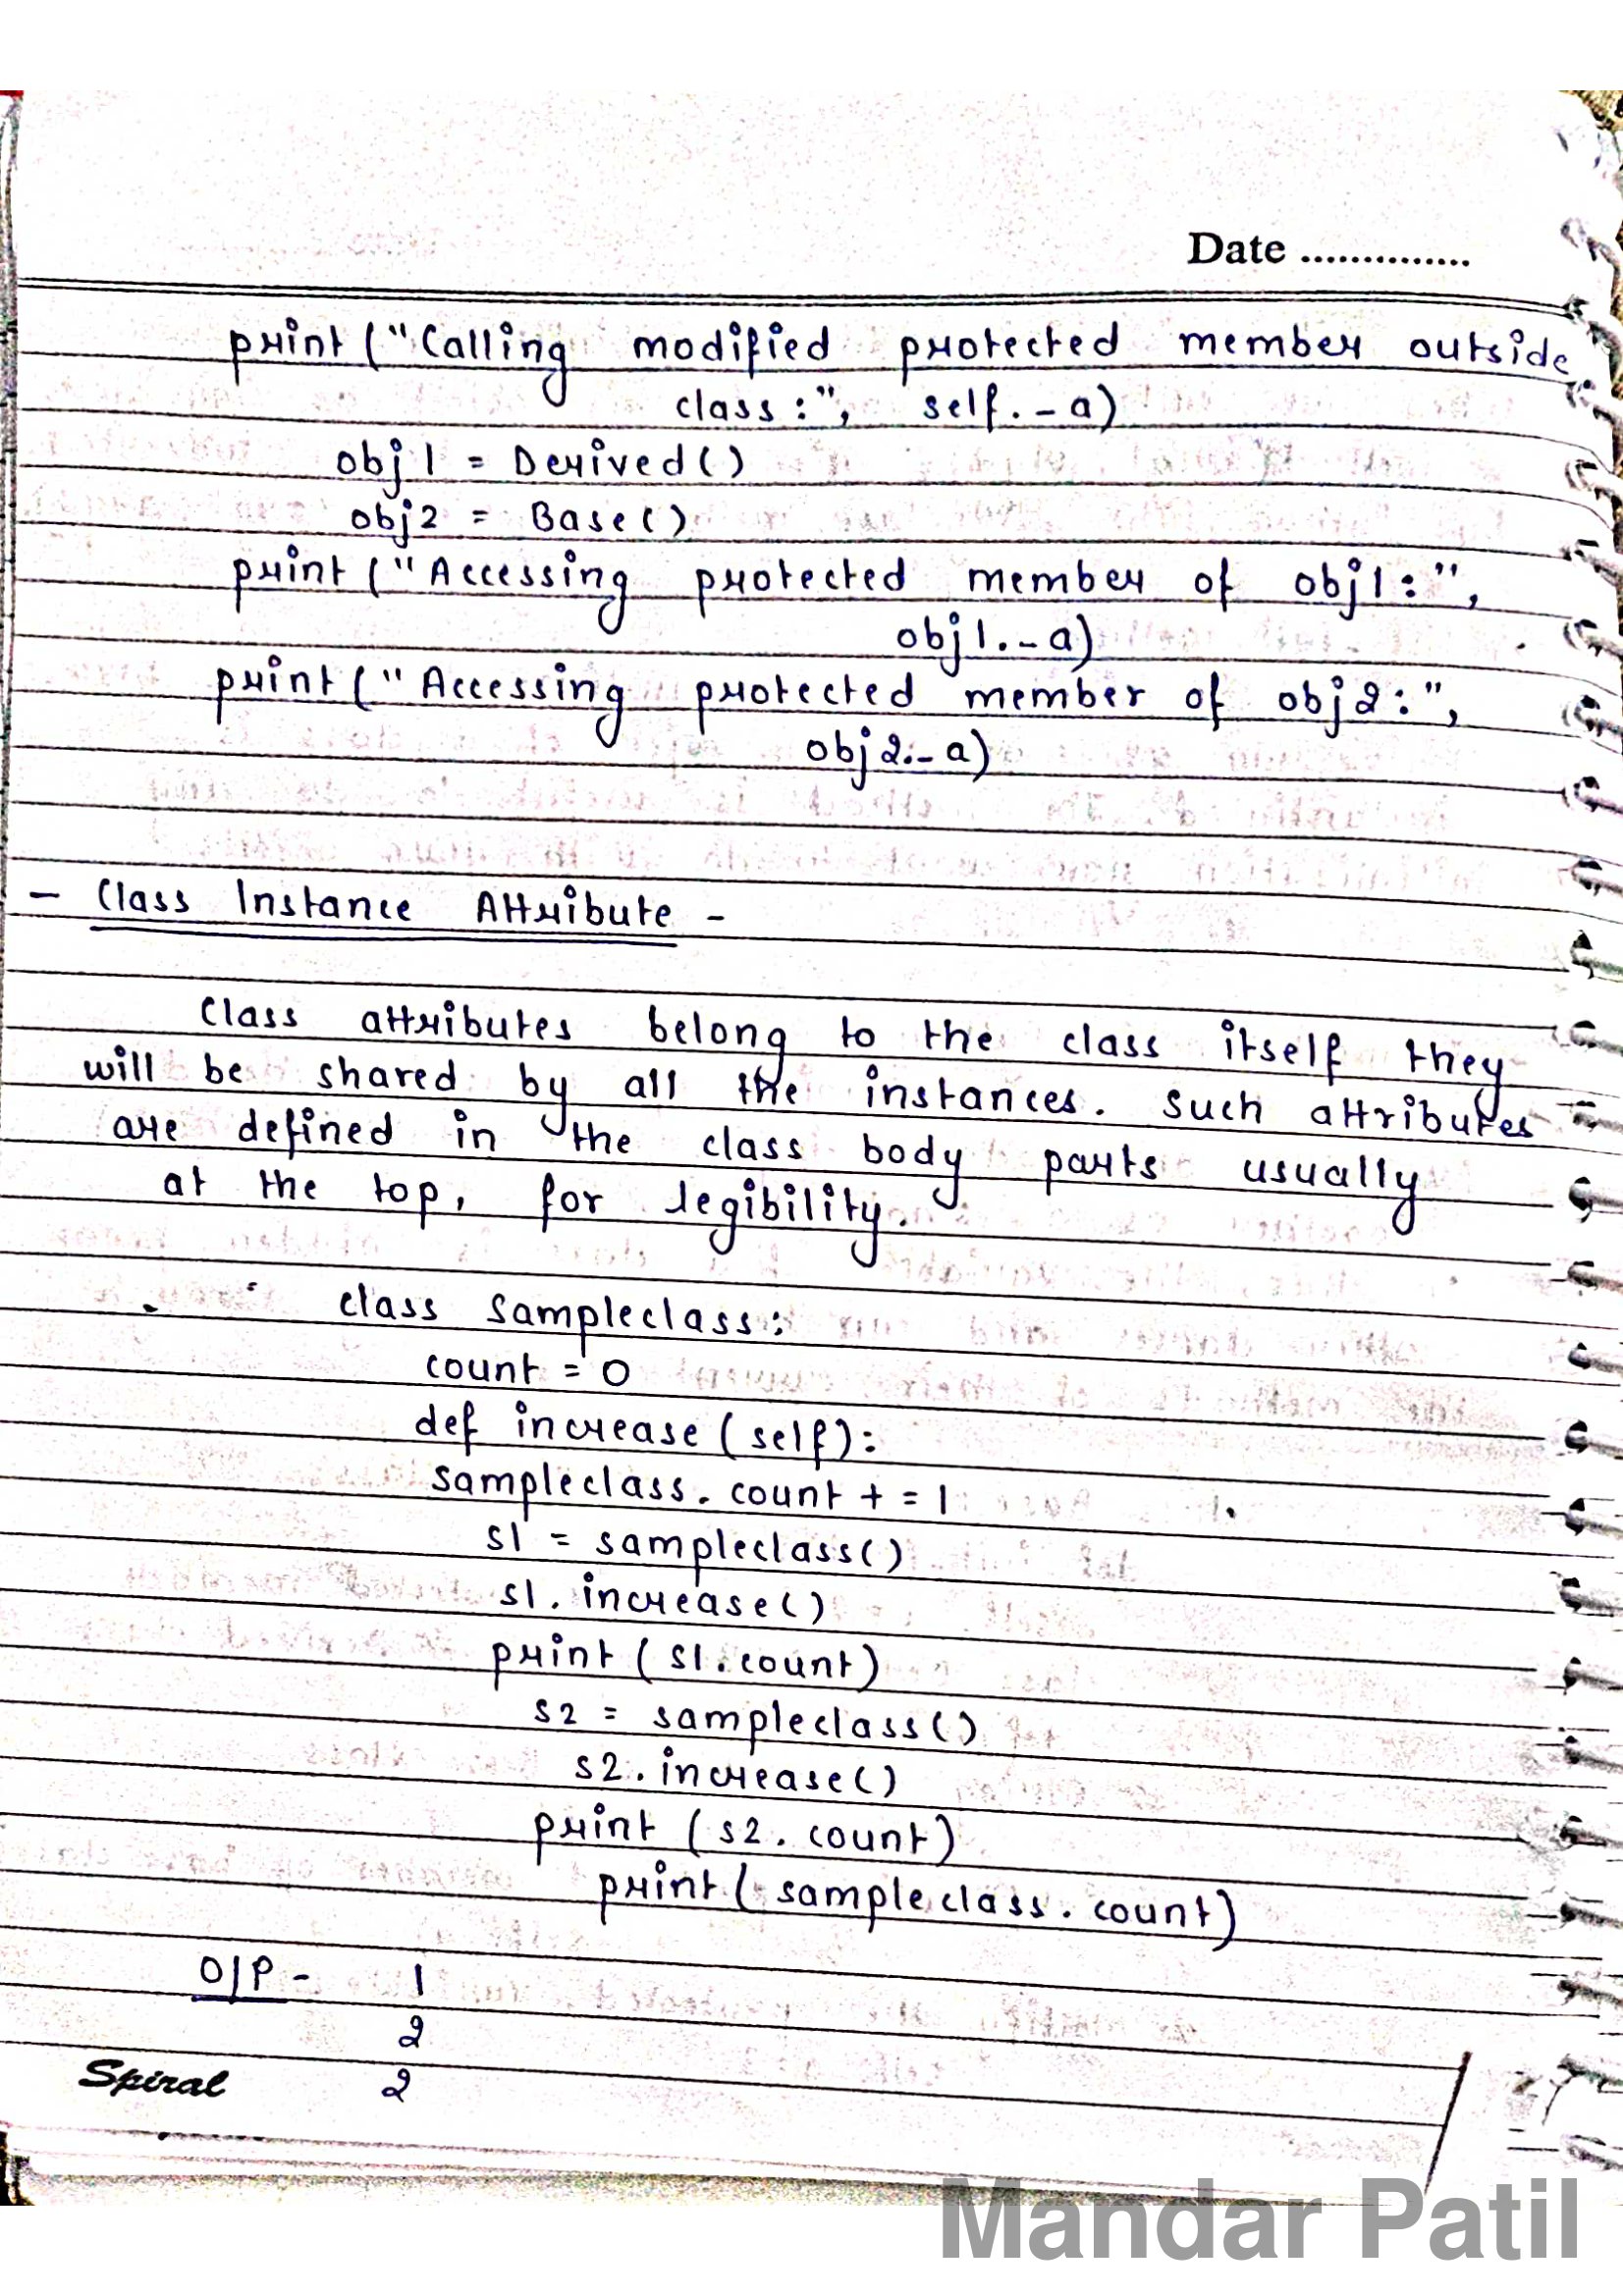 Date ..............
print ("Calling modified protected member outside
class :", self. _a)
obj1 = Derived()
obj2 = Base()
print ("Accessing protected member of obj1:",
obj1._a)
print ("Accessing protected member of obj2:",
obj2._a)
- Class Instance Attribute -
Class attributes belong to the class itself they
will be shared by all the instances. Such attributes
are defined in the class body parts usually
at the top, for legibility.
class sampleclass:
count = 0
def increase (self):
sampleclass. count + = 1
s1 = sampleclass()
s1. increase()
print (s1.count)
s2 = sampleclass()
s2. increase()
print (s2. count)
print (sampleclass. count)
O/P - 1
2
2
Spiral
Mandar Patil